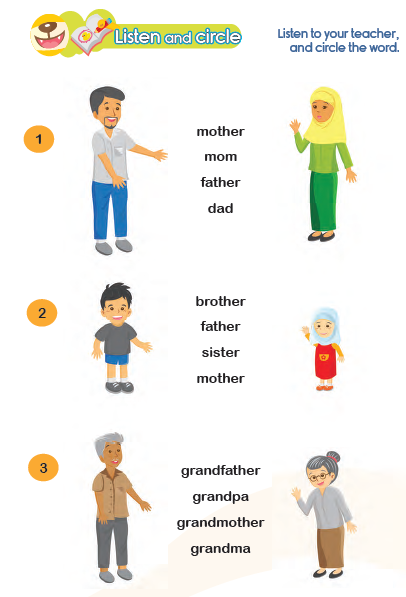 Listen and circle
Listen to your teacher,
and circle the word.
1
mother
mom
father
dad
2
brother
father
sister
mother
3
grandfather
grandpa
grandmother
grandma